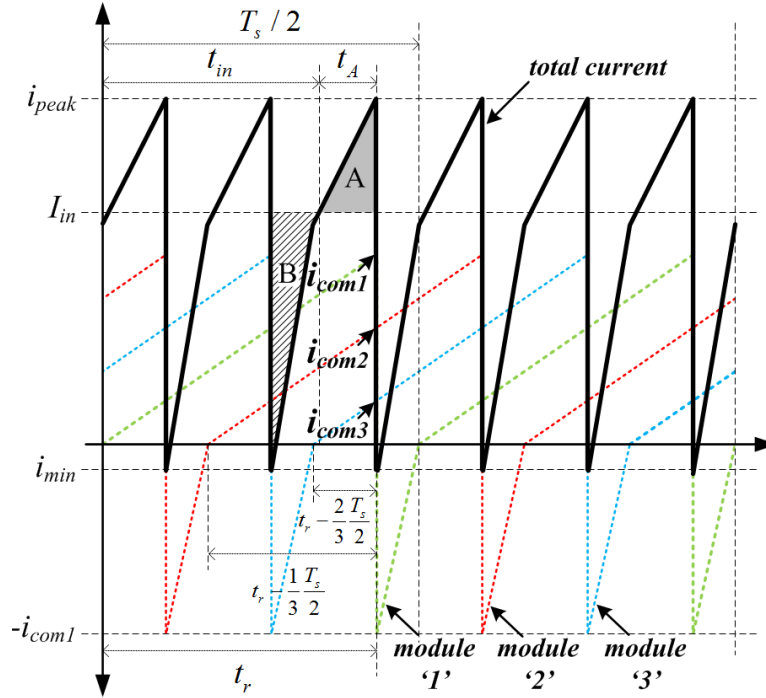 T_s / 2
t_in
t_A
total current
i_peak
A
I_in
B
i_com1
i_com2
i_com3
i_min
t_r − 2/3 T_s/2
t_r − 1/3 T_s/2
-i_com1
module '1'
module '2'
module '3'
t_r